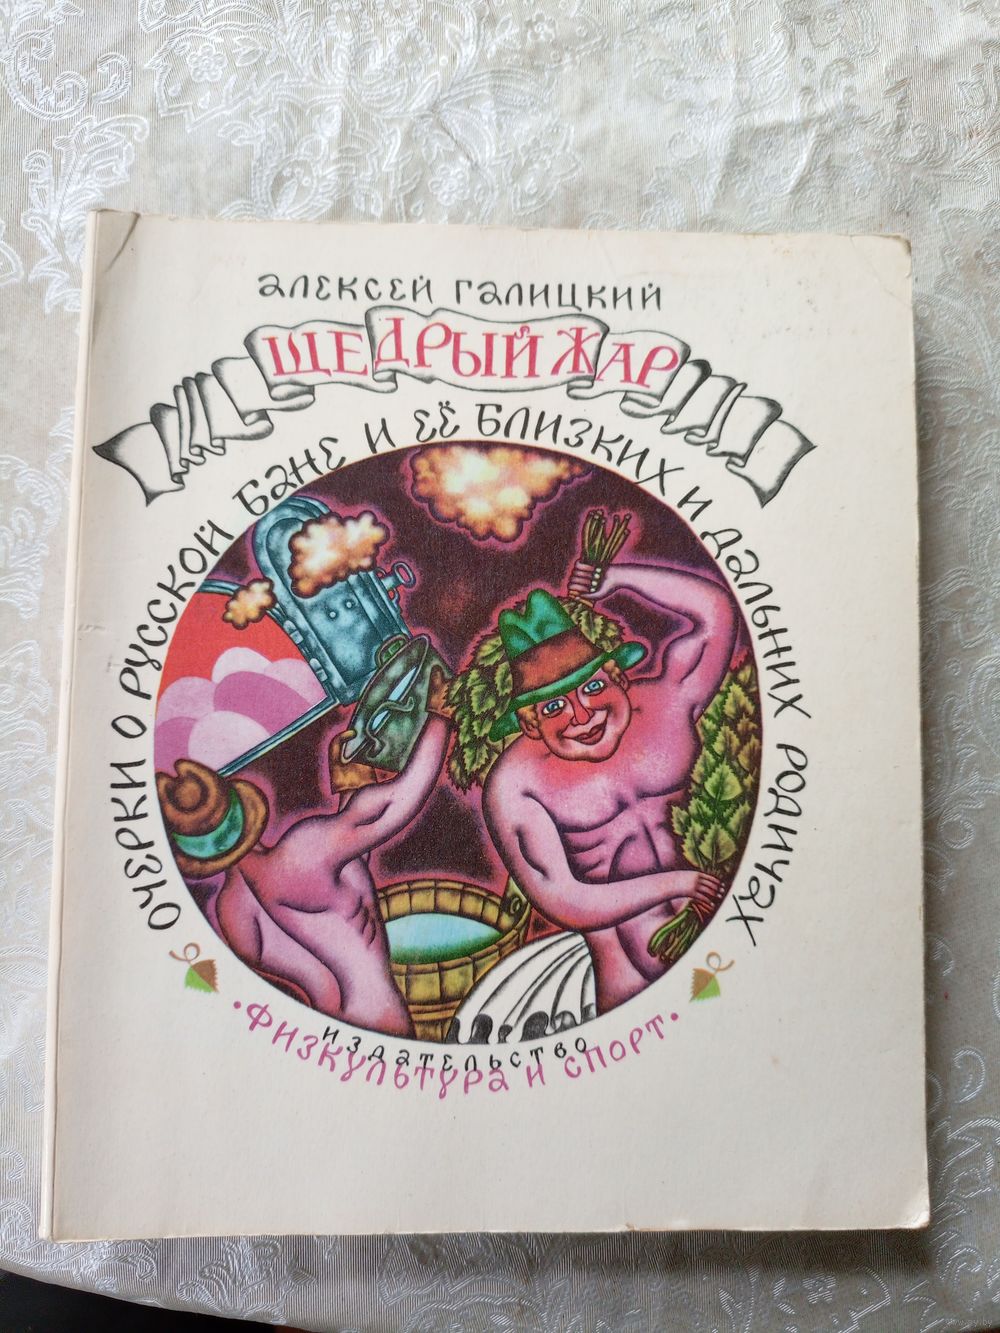 АЛЕКСЕЙ ГАЛИЦКИЙ
ЩЕДРЫЙ ЖАР
ОЧЕРКИ О РУССКОЙ БАНЕ И ЕЁ БЛИЗКИХ И ДАЛЬНИХ РОДИЧАХ
ИЗДАТЕЛЬСТВО
•ФИЗКУЛЬТУРА И СПОРТ•